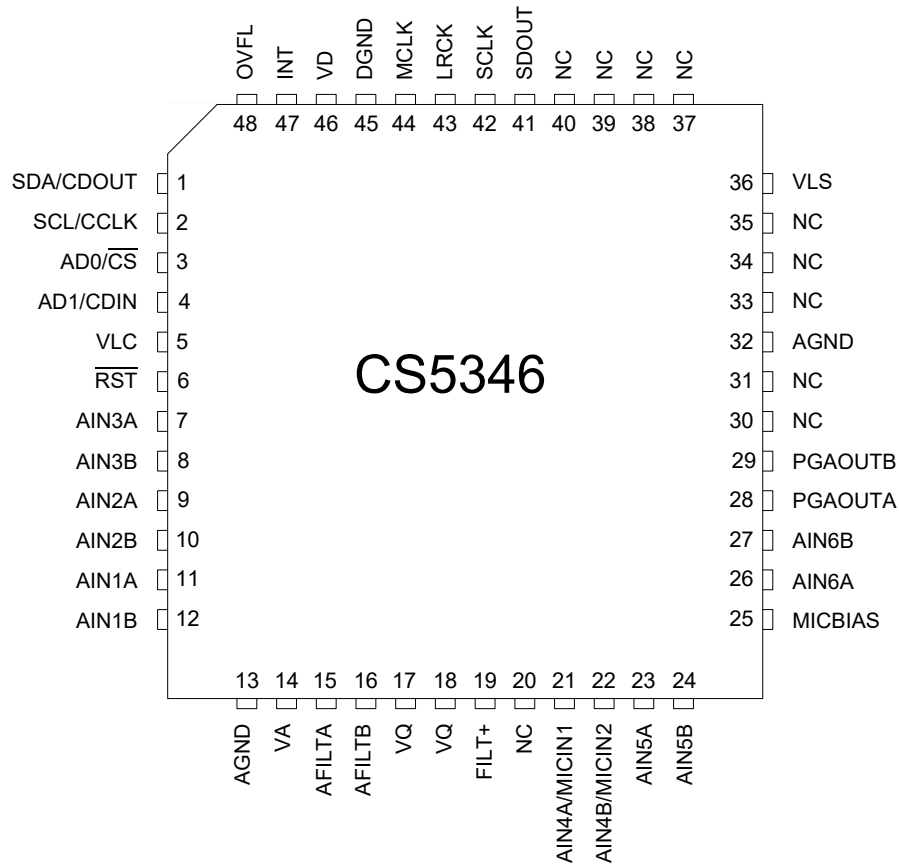 OVFL
INT
VD
DGND
MCLK
LRCK
SCLK
SDOUT
NC
NC
NC
NC
48 47 46 45 44 43 42 41 40 39 38 37
SDA/CDOUT 1
SCL/CCLK 2
AD0/C̅S̅ 3
AD1/CDIN 4
VLC 5
R̅S̅T̅ 6
AIN3A 7
AIN3B 8
AIN2A 9
AIN2B 10
AIN1A 11
AIN1B 12
CS5346
36 VLS
35 NC
34 NC
33 NC
32 AGND
31 NC
30 NC
29 PGAOUTB
28 PGAOUTA
27 AIN6B
26 AIN6A
25 MICBIAS
13 14 15 16 17 18 19 20 21 22 23 24
AGND
VA
AFILTA
AFILTB
VQ
VQ
FILT+
NC
AIN4A/MICIN1
AIN4B/MICIN2
AIN5A
AIN5B